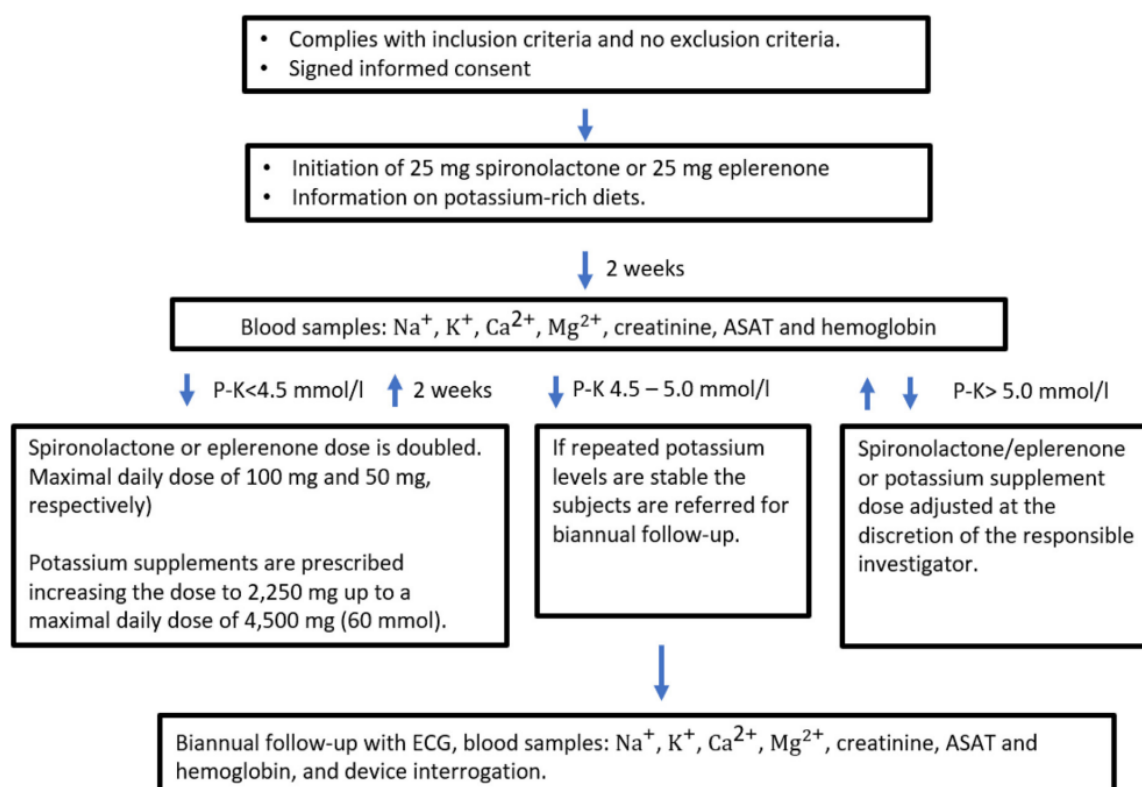 • Complies with inclusion criteria and no exclusion criteria.
• Signed informed consent
• Initiation of 25 mg spironolactone or 25 mg eplerenone
• Information on potassium-rich diets.
2 weeks
Blood samples: Na⁺, K⁺, Ca²⁺, Mg²⁺, creatinine, ASAT and hemoglobin
P-K<4.5 mmol/l
2 weeks
P-K 4.5 – 5.0 mmol/l
P-K> 5.0 mmol/l
Spironolactone or eplerenone dose is doubled.
Maximal daily dose of 100 mg and 50 mg,
respectively)
Potassium supplements are prescribed
increasing the dose to 2,250 mg up to a
maximal daily dose of 4,500 mg (60 mmol).
If repeated potassium
levels are stable the
subjects are referred for
biannual follow-up.
Spironolactone/eplerenone
or potassium supplement
dose adjusted at the
discretion of the responsible
investigator.
Biannual follow-up with ECG, blood samples: Na⁺, K⁺, Ca²⁺, Mg²⁺, creatinine, ASAT and
hemoglobin, and device interrogation.